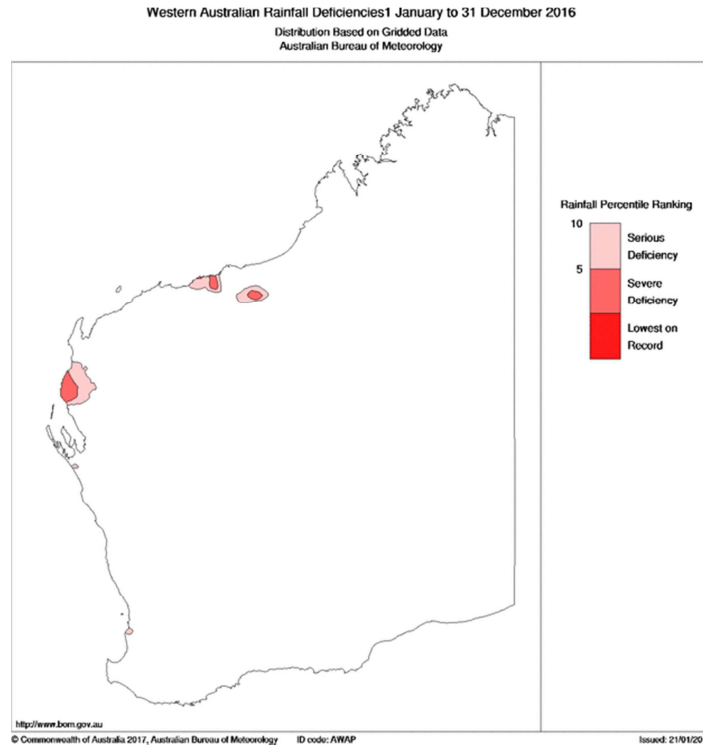 Western Australian Rainfall Deficiencies1 January to 31 December 2016
Distribution Based on Gridded Data
Australian Bureau of Meteorology
Rainfall Percentile Ranking
10
Serious
Deficiency
5
Severe
Deficiency
Lowest on
Record
http://www.bom.gov.au
© Commonwealth of Australia 2017, Australian Bureau of Meteorology ID code: AWAP Issued: 21/01/20